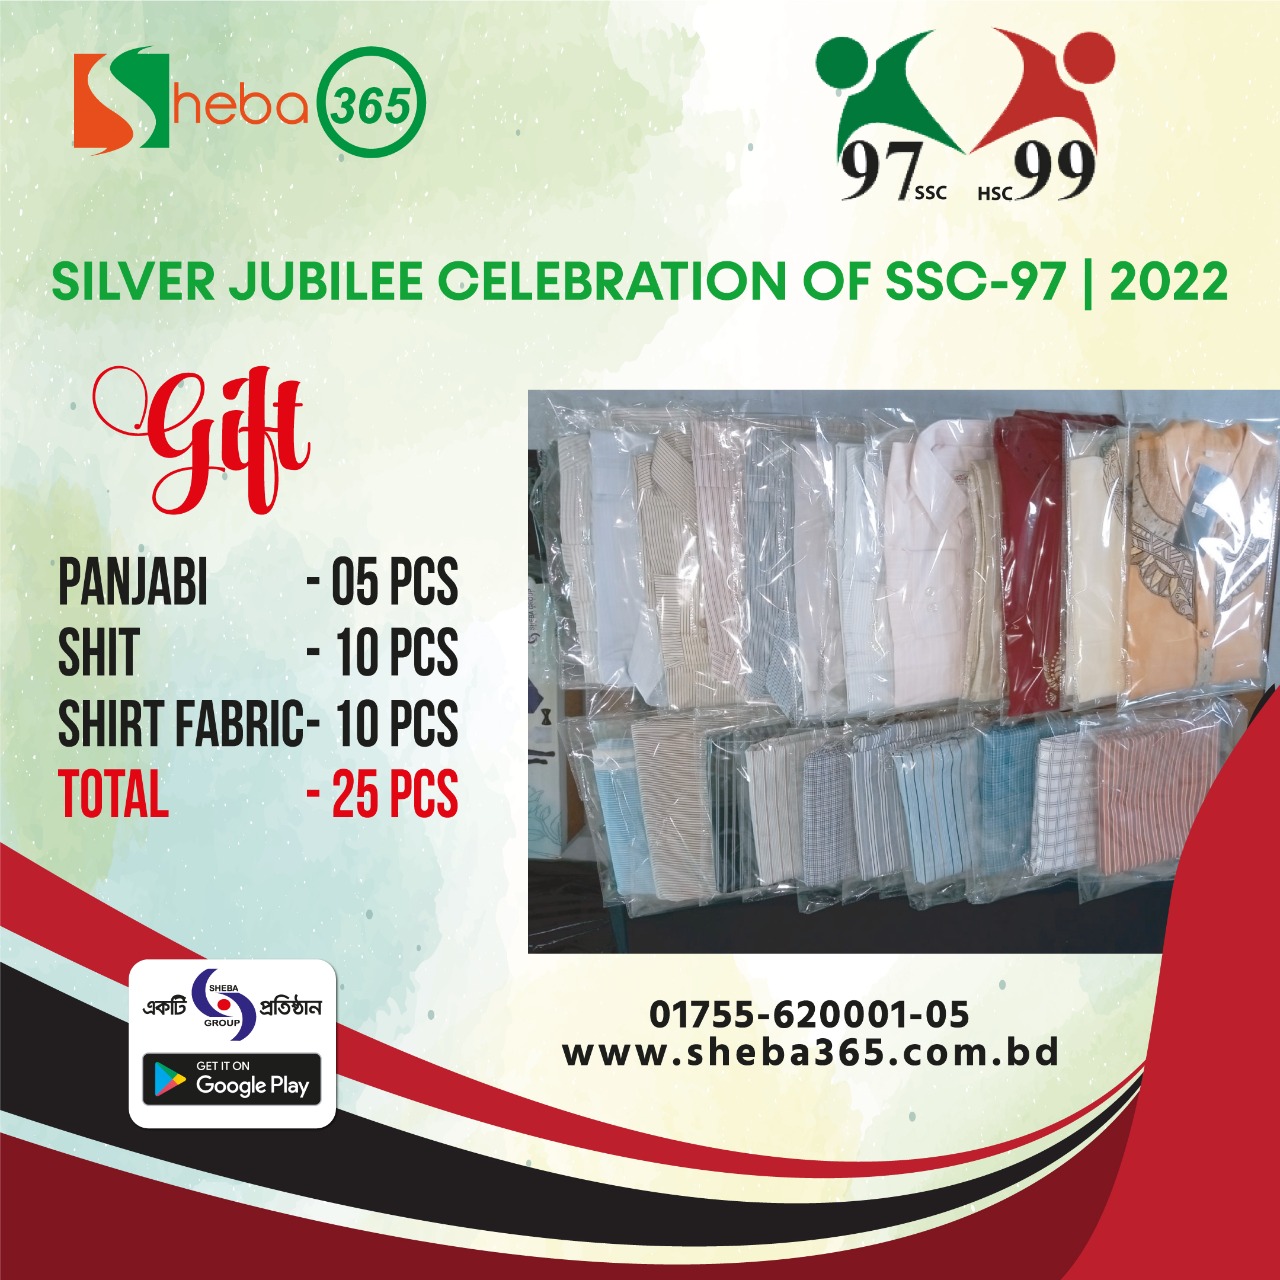 Sheba 365
97 SSC HSC 99
SILVER JUBILEE CELEBRATION OF SSC-97 | 2022
Gift
PANJABI - 05 PCS
SHIT - 10 PCS
SHIRT FABRIC- 10 PCS
TOTAL - 25 PCS
একটি SHEBA GROUP প্রতিষ্ঠান
GET IT ON
Google Play
01755-620001-05
www.sheba365.com.bd